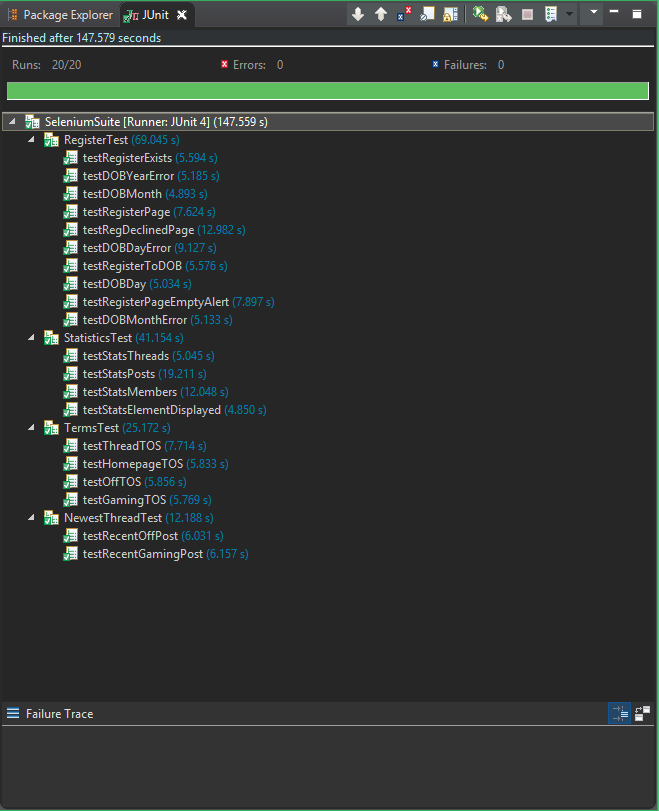 Package Explorer JUnit
Finished after 147.579 seconds
Runs: 20/20 Errors: 0 Failures: 0
SeleniumSuite [Runner: JUnit 4] (147.559 s)
RegisterTest (69.045 s)
testRegisterExists (5.594 s)
testDOBYearError (5.185 s)
testDOBMonth (4.893 s)
testRegisterPage (7.624 s)
testRegDeclinedPage (12.982 s)
testDOBDayError (9.127 s)
testRegisterToDOB (5.576 s)
testDOBDay (5.034 s)
testRegisterPageEmptyAlert (7.897 s)
testDOBMonthError (5.133 s)
StatisticsTest (41.154 s)
testStatsThreads (5.045 s)
testStatsPosts (19.211 s)
testStatsMembers (12.048 s)
testStatsElementDisplayed (4.850 s)
TermsTest (25.172 s)
testThreadTOS (7.714 s)
testHomepageTOS (5.833 s)
testOffTOS (5.856 s)
testGamingTOS (5.769 s)
NewestThreadTest (12.188 s)
testRecentOffPost (6.031 s)
testRecentGamingPost (6.157 s)
Failure Trace